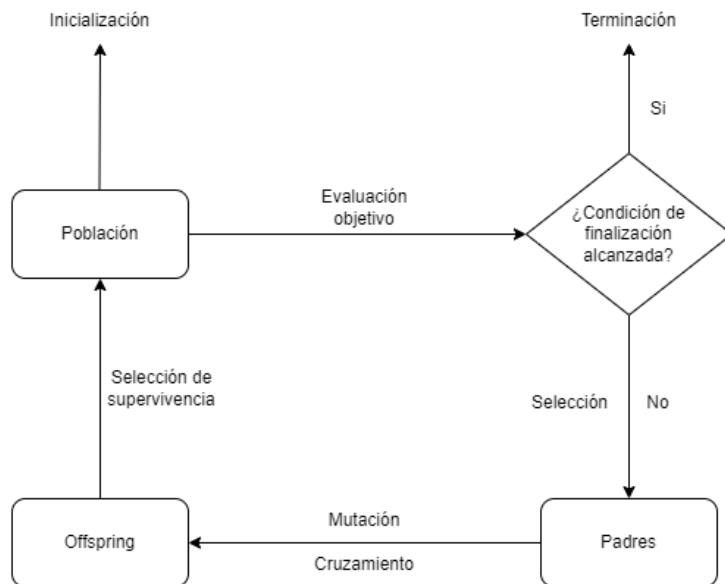 Inicialización
Terminación
Si
Evaluación
objetivo
¿Condición de
finalización
alcanzada?
Población
Selección de
supervivencia
Selección
No
Mutación
Offspring
Padres
Cruzamiento